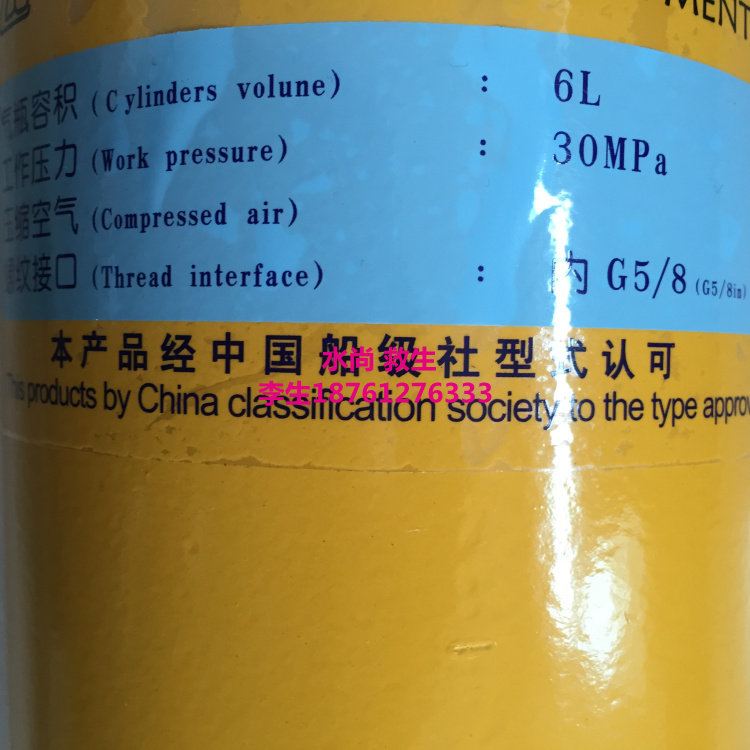 MENT
气瓶容积 (Cylinders volune) : 6L
工作压力 (Work pressure) : 30MPa
压缩空气 (Compressed air)
螺纹接口 (Thread interface) : 内 G5/8 (G5/8in)
本产品经中国船级社型式认可
水尚 救生
This products by China classification society to the type approv
李生18761276333